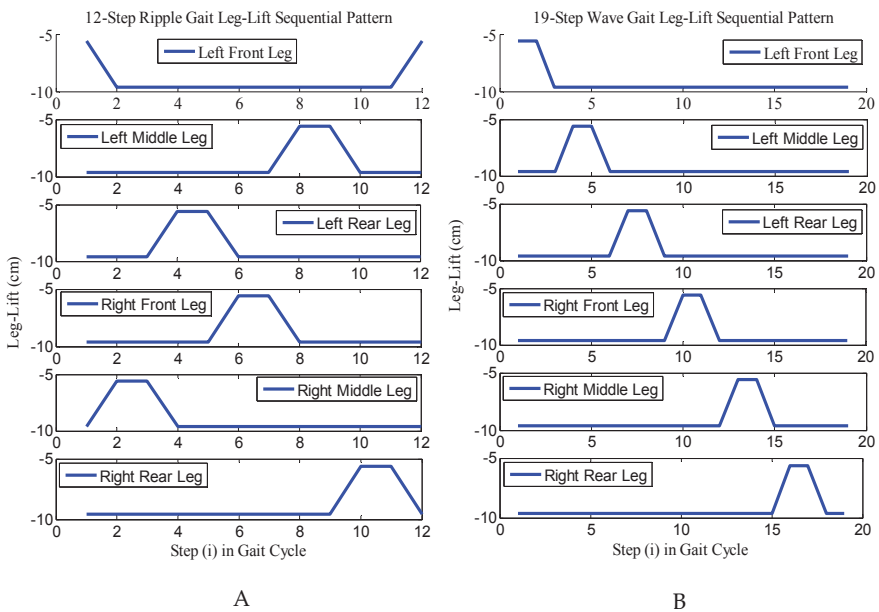 12-Step Ripple Gait Leg-Lift Sequential Pattern
-5
-10
Left Front Leg
0 2 4 6 8 10 12
-5
-10
Left Middle Leg
0 2 4 6 8 10 12
-5
-10
Left Rear Leg
0 2 4 6 8 10 12
-5
-10
Right Front Leg
0 2 4 6 8 10 12
-5
-10
Right Middle Leg
0 2 4 6 8 10 12
-5
-10
Right Rear Leg
0 2 4 6 8 10 12
Leg-Lift (cm)
Step (i) in Gait Cycle
A
19-Step Wave Gait Leg-Lift Sequential Pattern
-5
-10
Left Front Leg
0 5 10 15 20
-5
-10
Left Middle Leg
0 5 10 15 20
-5
-10
Left Rear Leg
0 5 10 15 20
-5
-10
Right Front Leg
0 5 10 15 20
-5
-10
Right Middle Leg
0 5 10 15 20
-5
-10
Right Rear Leg
0 5 10 15 20
Leg-Lift (cm)
Step (i) in Gait Cycle
B